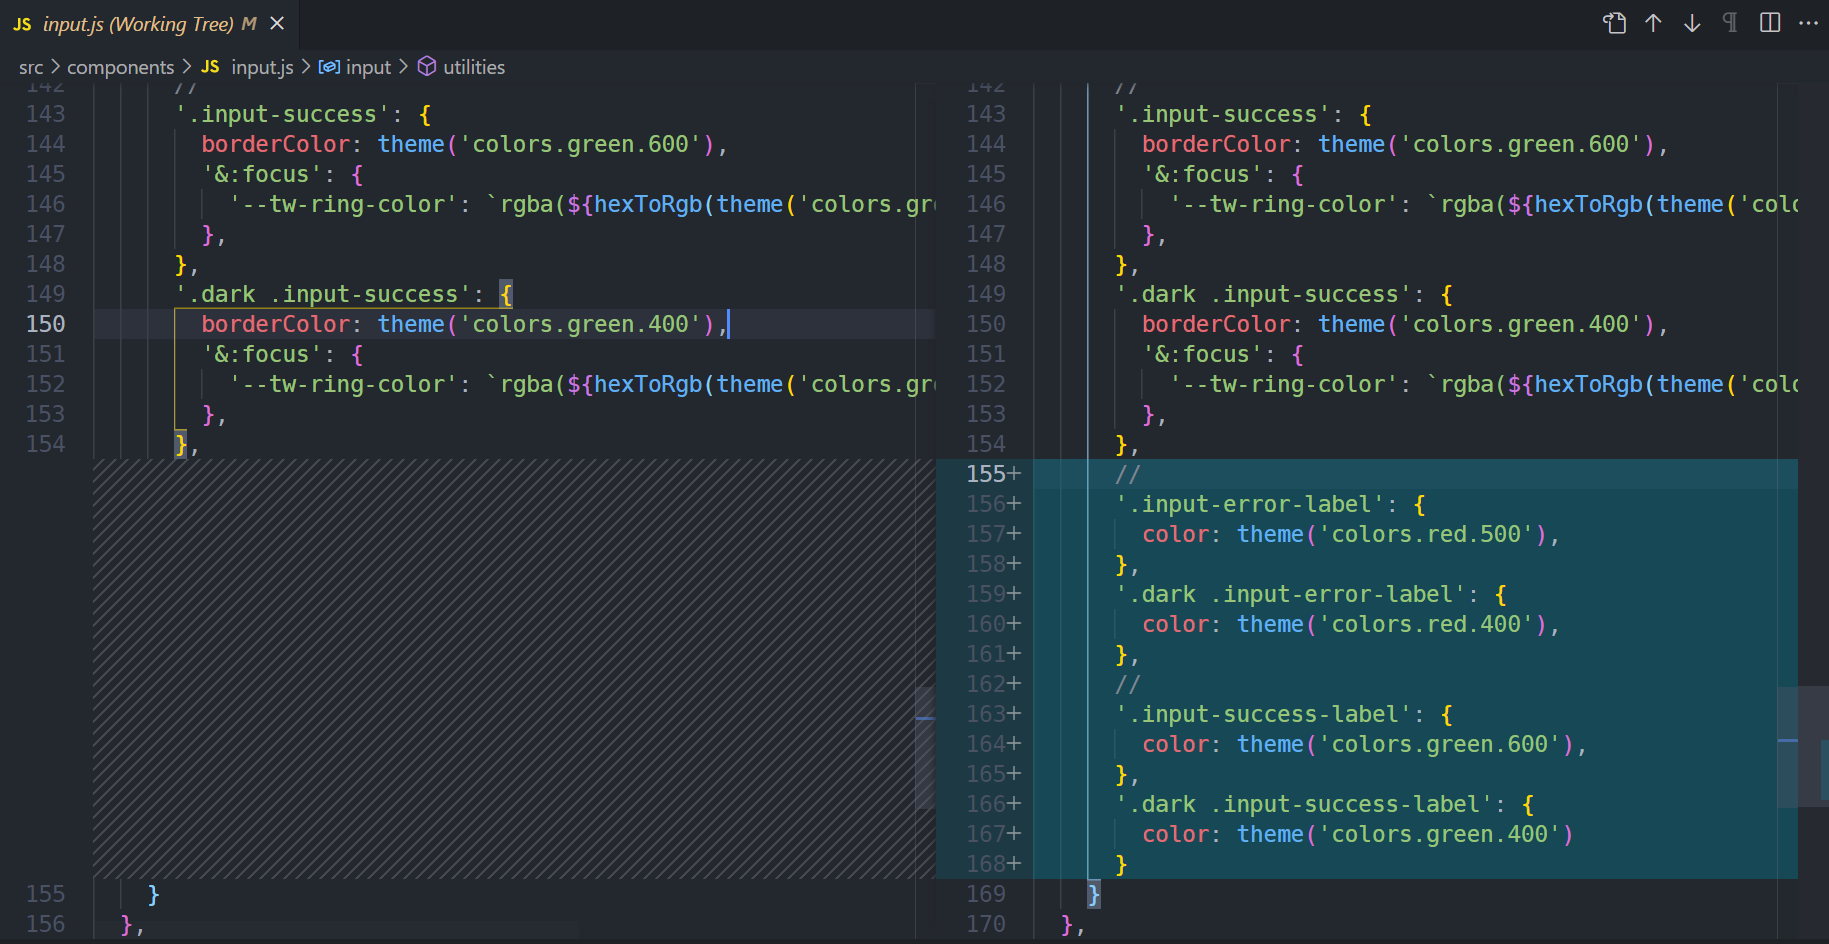 JS input.js (Working Tree) M
src > components > JS input.js > input > utilities
142 //
143 '.input-success': {
144 borderColor: theme('colors.green.600'),
145 '&:focus': {
146 '--tw-ring-color': `rgba(${hexToRgb(theme('colors.gr
147 },
148 },
149 '.dark .input-success': {
150 borderColor: theme('colors.green.400'),
151 '&:focus': {
152 '--tw-ring-color': `rgba(${hexToRgb(theme('colors.gr
153 },
154 },
155 }
156 },
142 //
143 '.input-success': {
144 borderColor: theme('colors.green.600'),
145 '&:focus': {
146 '--tw-ring-color': `rgba(${hexToRgb(theme('colo
147 },
148 },
149 '.dark .input-success': {
150 borderColor: theme('colors.green.400'),
151 '&:focus': {
152 '--tw-ring-color': `rgba(${hexToRgb(theme('colo
153 },
154 },
155+ //
156+ '.input-error-label': {
157+ color: theme('colors.red.500'),
158+ },
159+ '.dark .input-error-label': {
160+ color: theme('colors.red.400'),
161+ },
162+ //
163+ '.input-success-label': {
164+ color: theme('colors.green.600'),
165+ },
166+ '.dark .input-success-label': {
167+ color: theme('colors.green.400')
168+ }
169 }
170 },